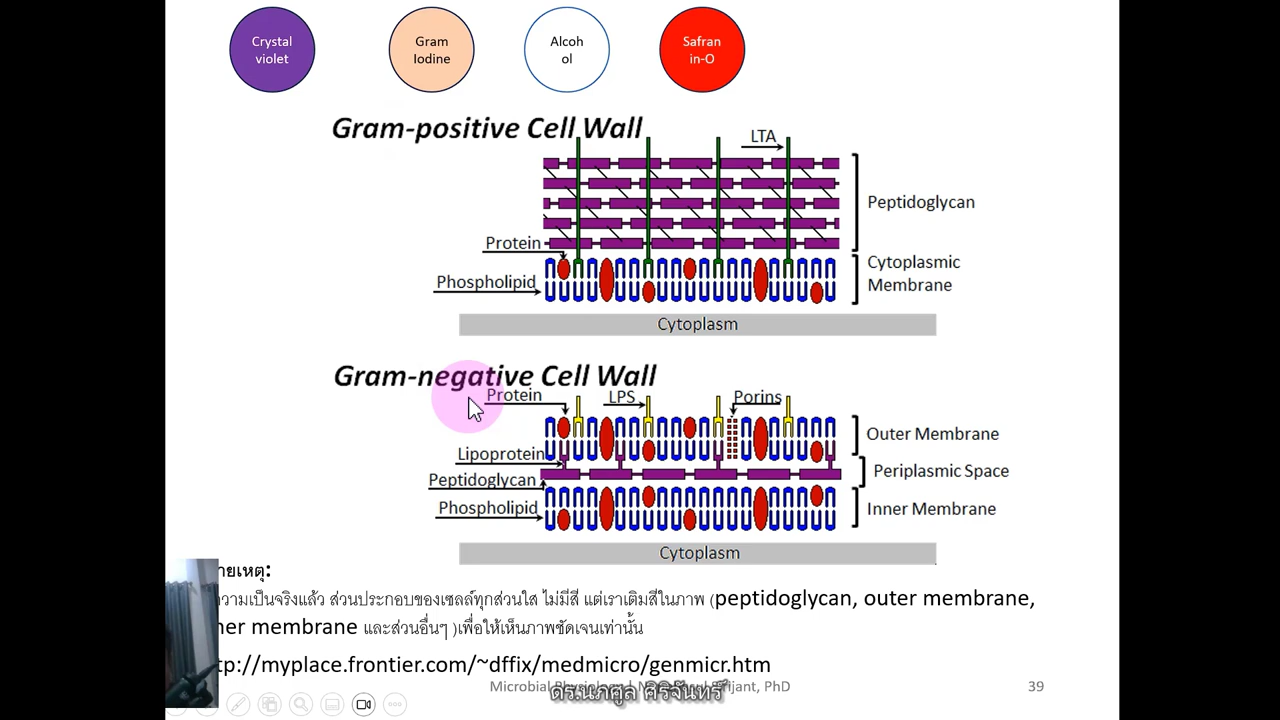 Crystal
violet
Gram
Iodine
Alcoh
ol
Safran
in-O
Gram-positive Cell Wall
LTA
Peptidoglycan
Protein
Cytoplasmic
Membrane
Phospholipid
Cytoplasm
Gram-negative Cell Wall
Protein
LPS
Porins
Outer Membrane
Lipoprotein
Periplasmic Space
Peptidoglycan
Phospholipid
Inner Membrane
Cytoplasm
ายเหตุ:
วามเป็นจริงแล้ว ส่วนประกอบของเซลล์ทุกส่วนใส ไม่มีสี แต่เราเติมสีในภาพ (peptidoglycan, outer membrane,
ner membrane และส่วนอื่นๆ )เพื่อให้เห็นภาพชัดเจนเท่านั้น
tp://myplace.frontier.com/~dffix/medmicro/genmicr.htm
Microbial Physiology rijant, PhD
39
ดร.นภฑูล ศิริจันทร์